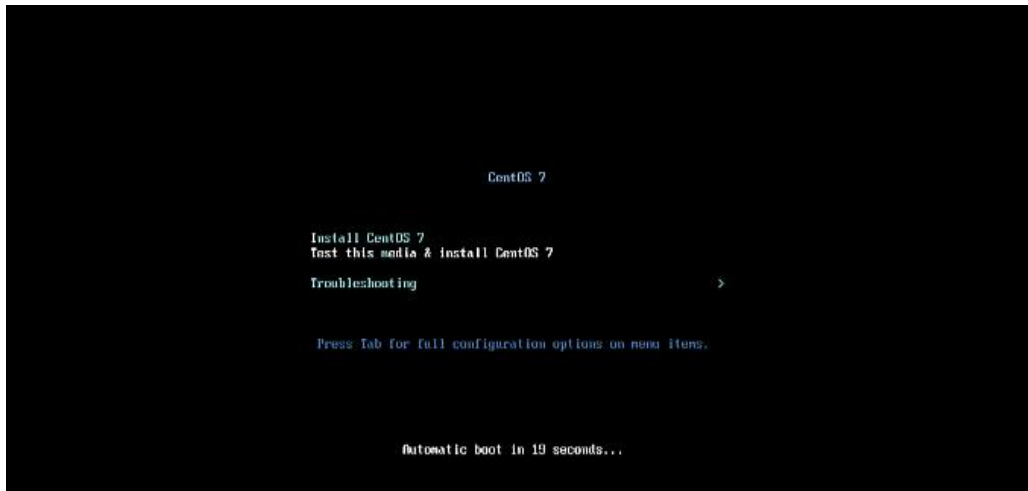 CentOS 7
Install CentOS 7
Test this media & install CentOS 7
Troubleshooting >
Press Tab for full configuration options on menu items.
Automatic boot in 19 seconds...